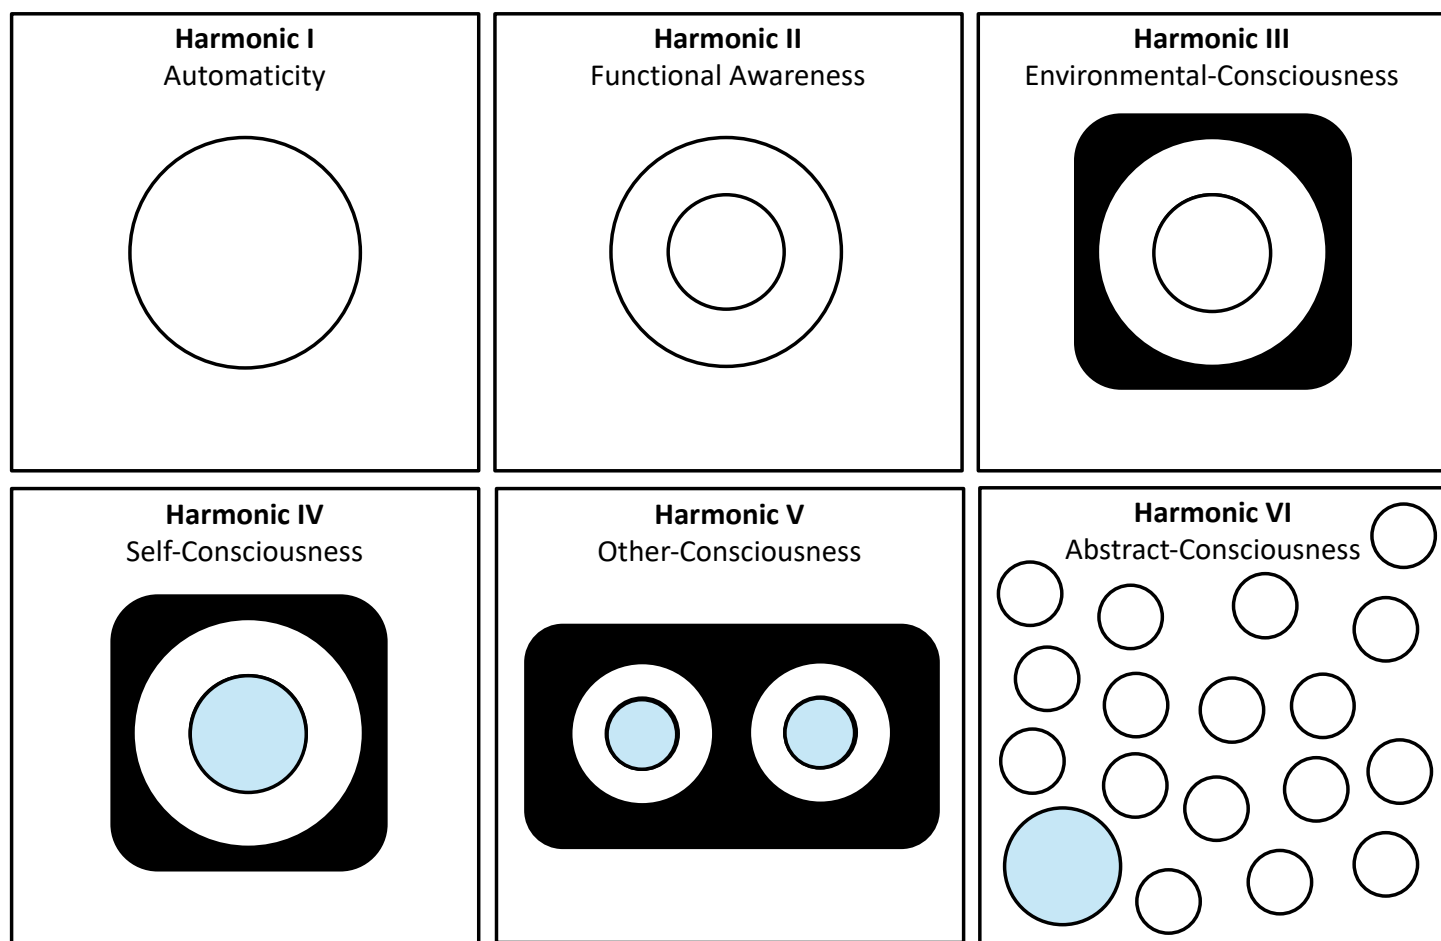 Harmonic I
Automaticity
Harmonic II
Functional Awareness
Harmonic III
Environmental-Consciousness
Harmonic IV
Self-Consciousness
Harmonic V
Other-Consciousness
Harmonic VI
Abstract-Consciousness